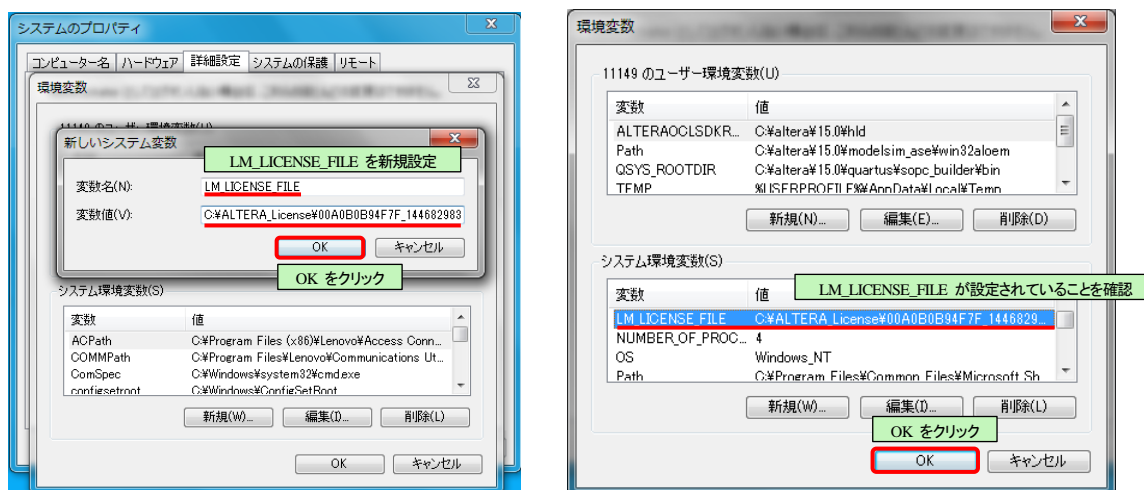 システムのプロパティ
コンピューター名 ハードウェア 詳細設定 システムの保護 リモート
環境変数
新しいシステム変数
LM_LICENSE_FILE を新規設定
変数名(N): LM_LICENSE_FILE
変数値(V): C:¥ALTERA_License¥00A0B0B94F7F_144682983
OK キャンセル
OK をクリック
システム環境変数(S)
変数 値
ACPath C:¥Program Files (x86)¥Lenovo¥Access Conn...
COMMPath C:¥Program Files¥Lenovo¥Communications Ut...
ComSpec C:¥Windows¥system32¥cmd.exe
configsetroot C:¥Windows¥ConfigSetRoot
新規(W)... 編集(I)... 削除(L)
OK キャンセル
環境変数
11149 のユーザー環境変数(U)
変数 値
ALTERAOCLSDKR... C:¥altera¥15.0¥hld
Path C:¥altera¥15.0¥modelsim_ase¥win32aloem
QSYS_ROOTDIR C:¥altera¥15.0¥quartus¥sopc_builder¥bin
TEMP %USERPROFILE%¥AppData¥Local¥Temp
新規(N)... 編集(E)... 削除(D)
システム環境変数(S)
LM_LICENSE_FILE が設定されていることを確認
変数 値
LM_LICENSE_FILE C:¥ALTERA_License¥00A0B0B94F7F_1446829...
NUMBER_OF_PROC... 4
OS Windows_NT
Path C:¥Program Files¥Common Files¥Microsoft Sh
新規(W)... 編集(I)... 削除(L)
OK をクリック
OK キャンセル